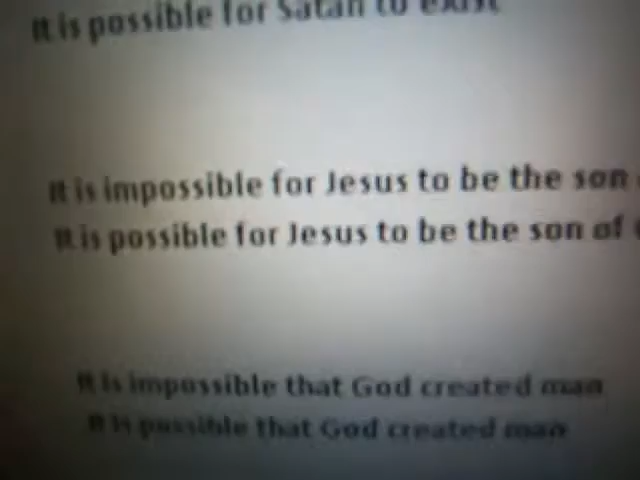 It is possible for Satan to exist
It is impossible for Jesus to be the son
It is possible for Jesus to be the son of
It is impossible that God created man
It is possible that God created man